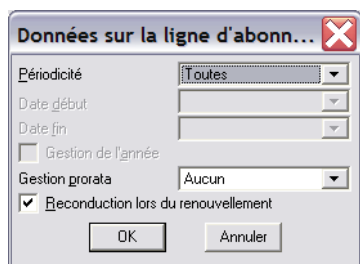 Données sur la ligne d'abonn...
Périodicité Toutes
Date début
Date fin
Gestion de l'année
Gestion prorata Aucun
Reconduction lors du renouvellement
OK Annuler